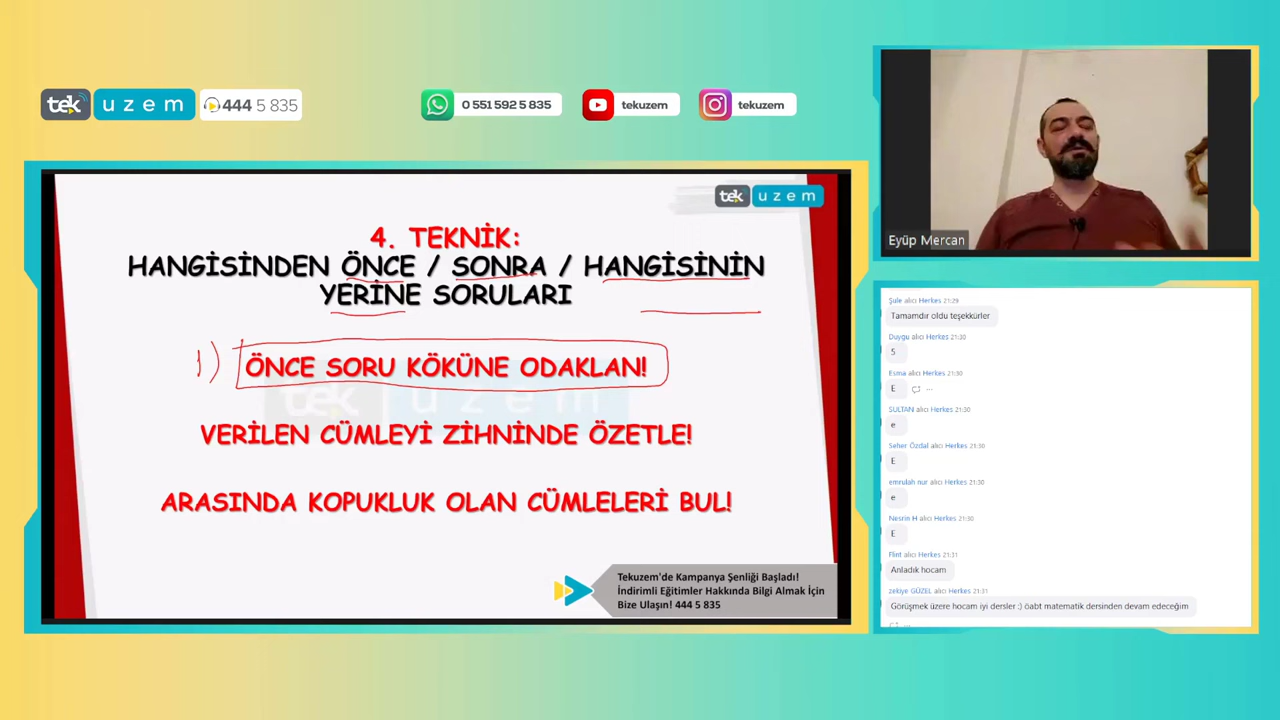 tek uzem 444 5 835
0 551 592 5 835
tekuzem
tekuzem
tek uzem
4. TEKNİK:
HANGİSİNDEN ÖNCE / SONRA / HANGİSİNİN
YERİNE SORULARI
1) ÖNCE SORU KÖKÜNE ODAKLAN!
tek uzem
VERİLEN CÜMLEYİ ZİHNİNDE ÖZETLE!
ARASINDA KOPUKLUK OLAN CÜMLELERİ BUL!
Tekuzem'de Kampanya Şenliği Başladı!
İndirimli Eğitimler Hakkında Bilgi Almak İçin
Bize Ulaşın! 444 5 835
Eyüp Mercan
Şule alıcı Herkes 21:29
Tamamdır oldu teşekkürler
Duygu alıcı Herkes 21:30
5
Esma alıcı Herkes 21:30
E
SULTAN alıcı Herkes 21:30
e
Seher Özdal alıcı Herkes 21:30
E
emrulah nur alıcı Herkes 21:30
e
Nesrin H alıcı Herkes 21:30
E
Flint alıcı Herkes 21:31
Anladık hocam
zekiye GÜZEL alıcı Herkes 21:31
Görüşmek üzere hocam iyi dersler :) öabt matematik dersinden devam edeceğim